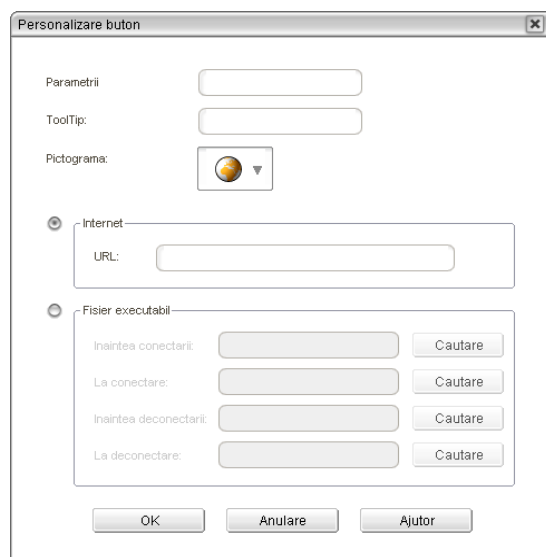 Personalizare buton
Parametrii
ToolTip:
Pictograma:
Internet
URL:
Fisier executabil
Inaintea conectarii:
Cautare
La conectare:
Cautare
Inaintea deconectarii:
Cautare
La deconectare:
Cautare
OK
Anulare
Ajutor